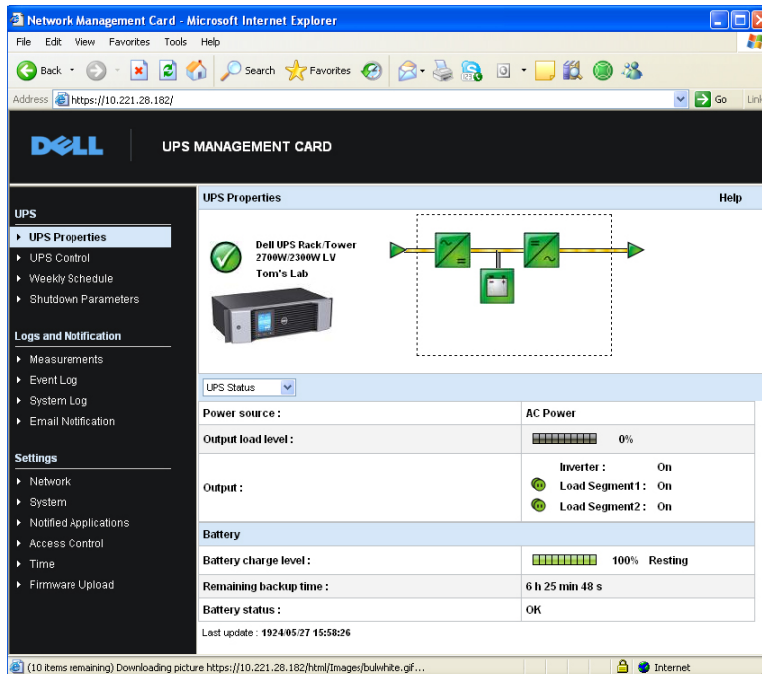 Network Management Card - Microsoft Internet Explorer
File Edit View Favorites Tools Help
Back Search Favorites
Address https://10.221.28.182/ Go
DELL UPS MANAGEMENT CARD
UPS
UPS Properties
UPS Control
Weekly Schedule
Shutdown Parameters
Logs and Notification
Measurements
Event Log
System Log
Email Notification
Settings
Network
System
Notified Applications
Access Control
Time
Firmware Upload
UPS Properties Help
Dell UPS Rack/Tower
2700W/2300W LV
Tom's Lab
UPS Status
Power source : AC Power
Output load level : 0%
Output :
Inverter : On
Load Segment1 : On
Load Segment2 : On
Battery
Battery charge level : 100% Resting
Remaining backup time : 6 h 25 min 48 s
Battery status : OK
Last update : 1924/05/27 15:58:26
(10 items remaining) Downloading picture https://10.221.28.182/html/Images/bulwhite.gif... Internet